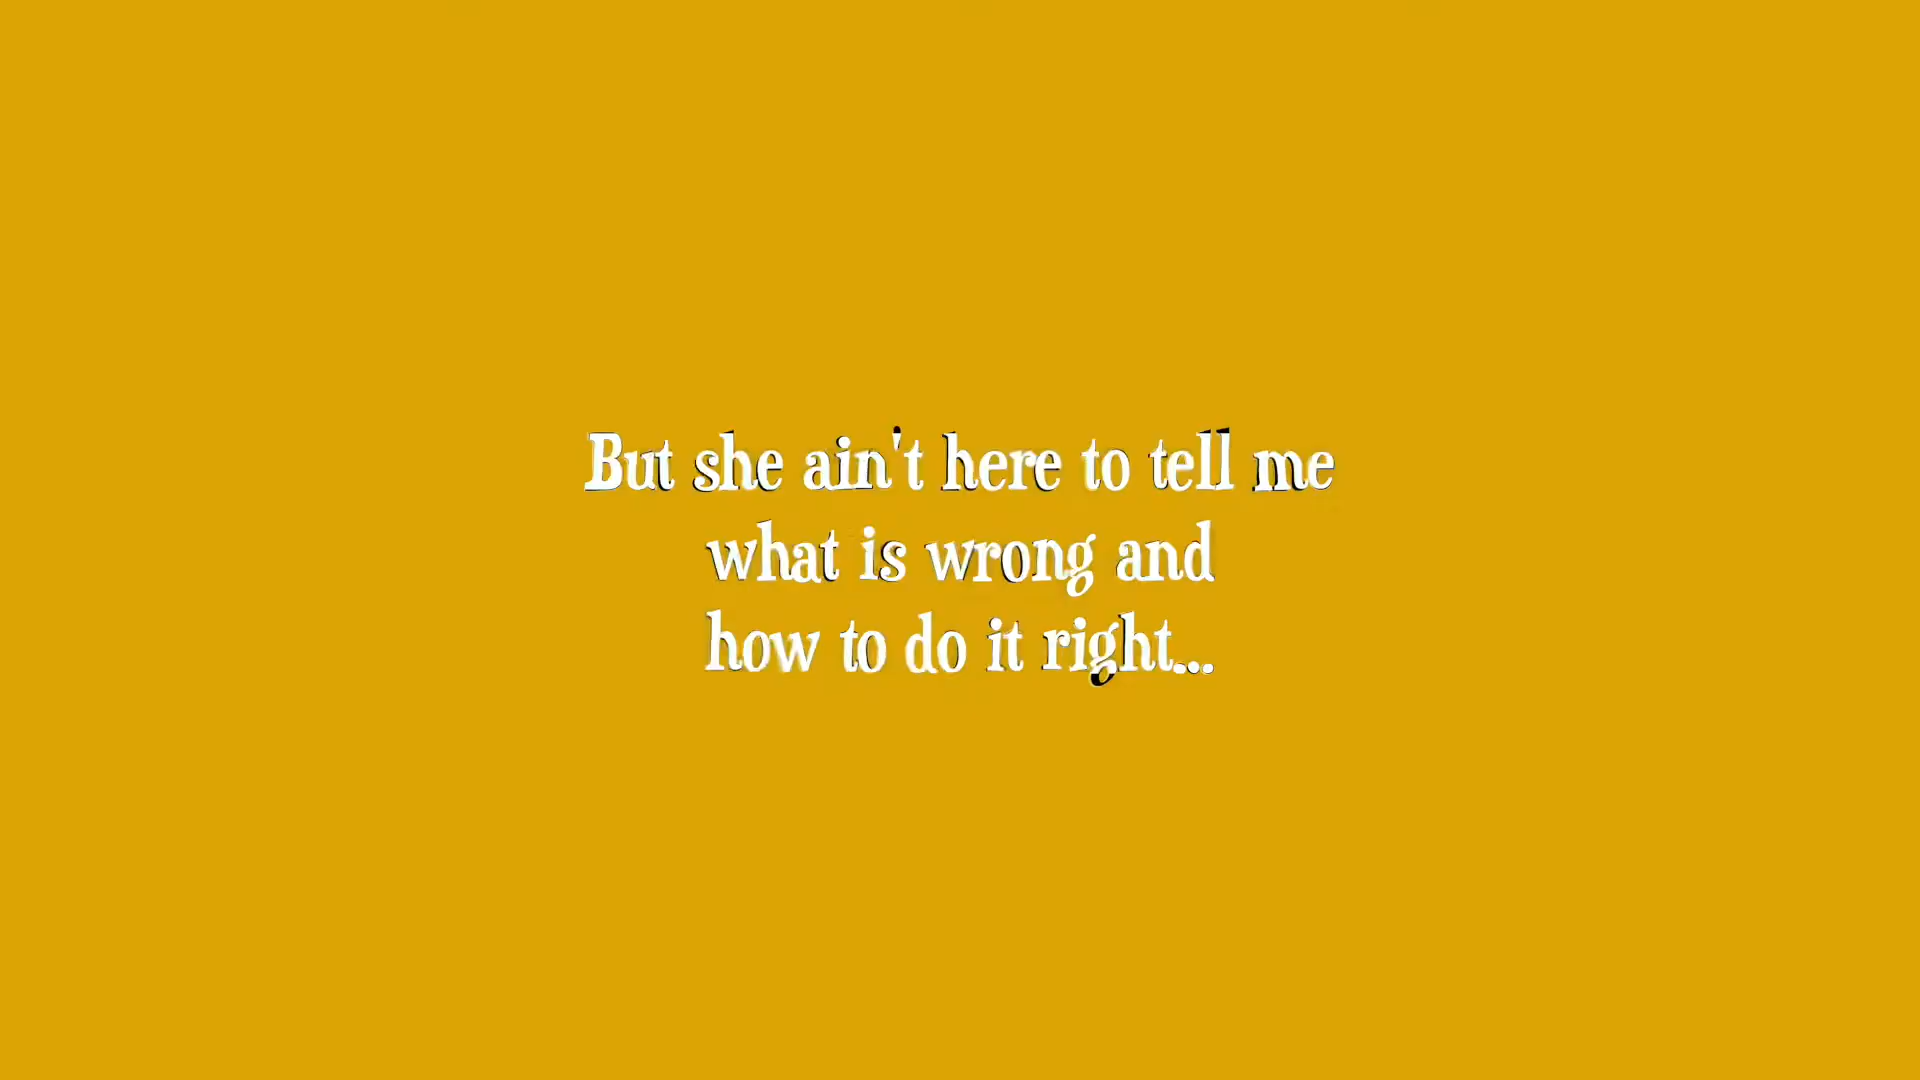 But she ain't here to tell me
what is wrong and
how to do it right...